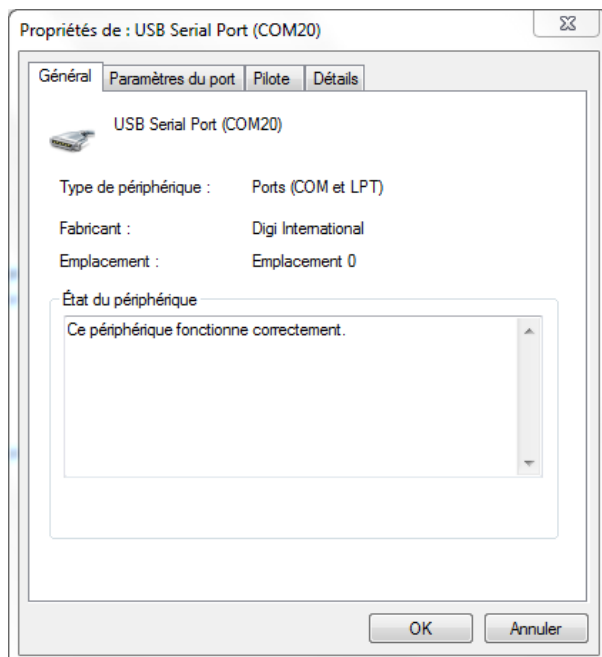 Propriétés de : USB Serial Port (COM20)
Général Paramètres du port Pilote Détails
USB Serial Port (COM20)
Type de périphérique : Ports (COM et LPT)
Fabricant : Digi International
Emplacement : Emplacement 0
État du périphérique
Ce périphérique fonctionne correctement.
OK Annuler